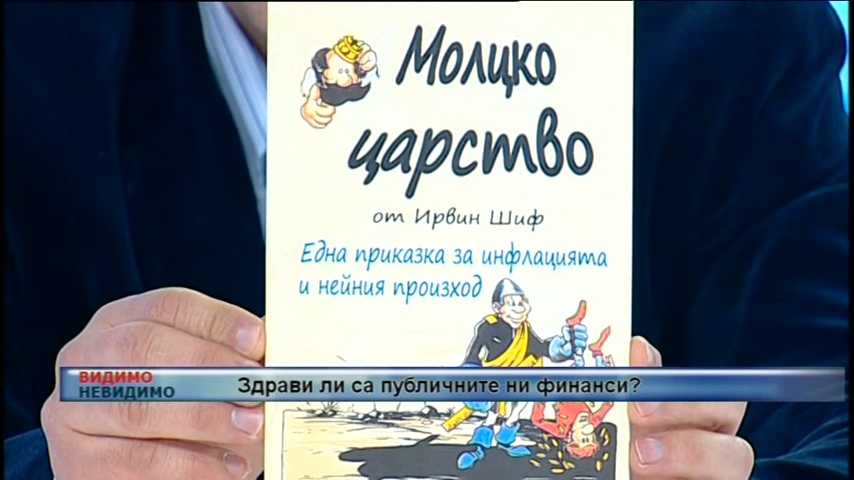 Молцко
царство
от Ирвин Шиф
Една приказка за инфлацията
и нейния произход
ВИДИМО
НЕВИДИМО
Здрави ли са публичните ни финанси?